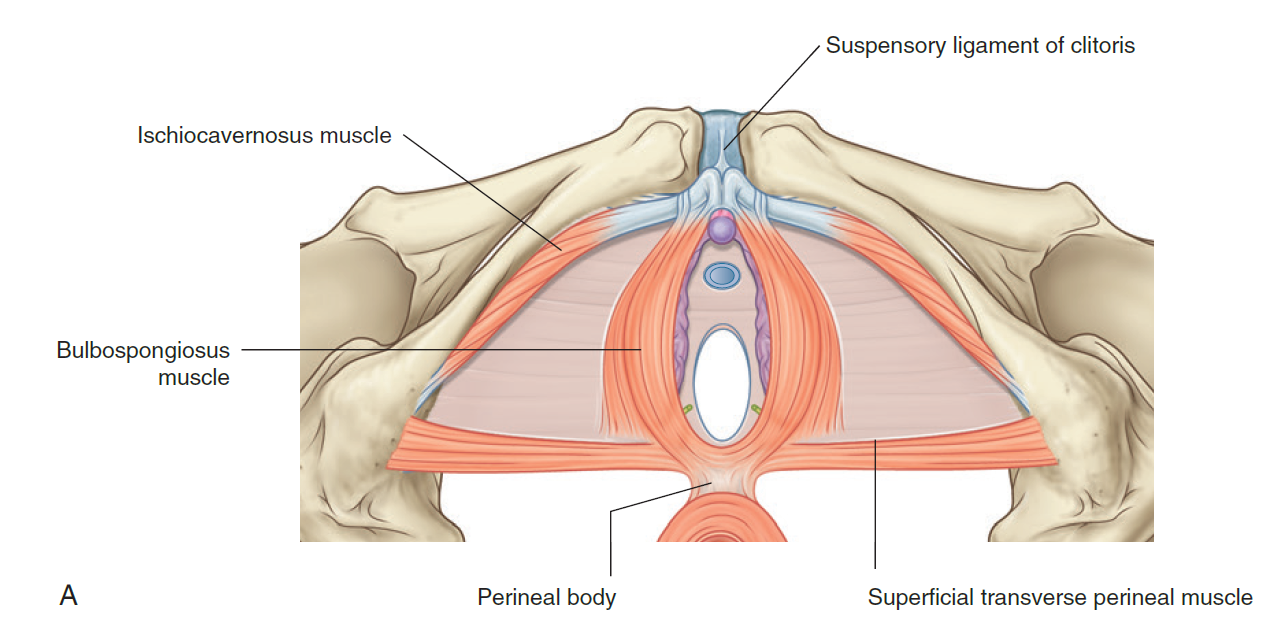 Suspensory ligament of clitoris
Ischiocavernosus muscle
Bulbospongiosus
muscle
Perineal body
Superficial transverse perineal muscle
A